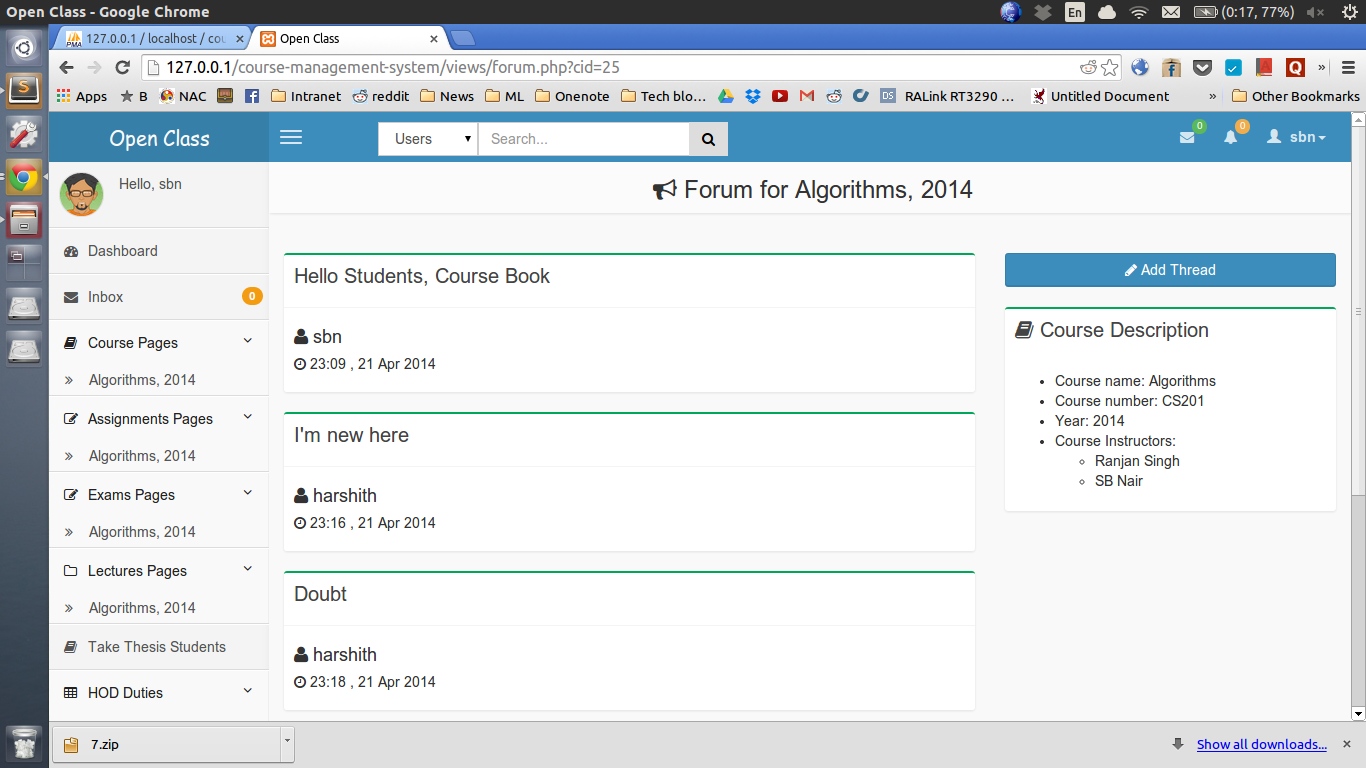 Open Class - Google Chrome
En
(0:17, 77%)
127.0.0.1 / localhost / cou
Open Class
127.0.0.1/course-management-system/views/forum.php?cid=25
Apps
B
NAC
Intranet
reddit
News
ML
Onenote
Tech blo...
DS
RALink RT3290 ...
Untitled Document
»
Other Bookmarks
Open Class
Users
Search...
0
0
sbn
Hello, sbn
Forum for Algorithms, 2014
Dashboard
Inbox
0
Course Pages
» Algorithms, 2014
Assignments Pages
» Algorithms, 2014
Exams Pages
» Algorithms, 2014
Lectures Pages
» Algorithms, 2014
Take Thesis Students
HOD Duties
Hello Students, Course Book
sbn
23:09 , 21 Apr 2014
I'm new here
harshith
23:16 , 21 Apr 2014
Doubt
harshith
23:18 , 21 Apr 2014
Add Thread
Course Description
Course name: Algorithms
Course number: CS201
Year: 2014
Course Instructors:
Ranjan Singh
SB Nair
7.zip
Show all downloads...